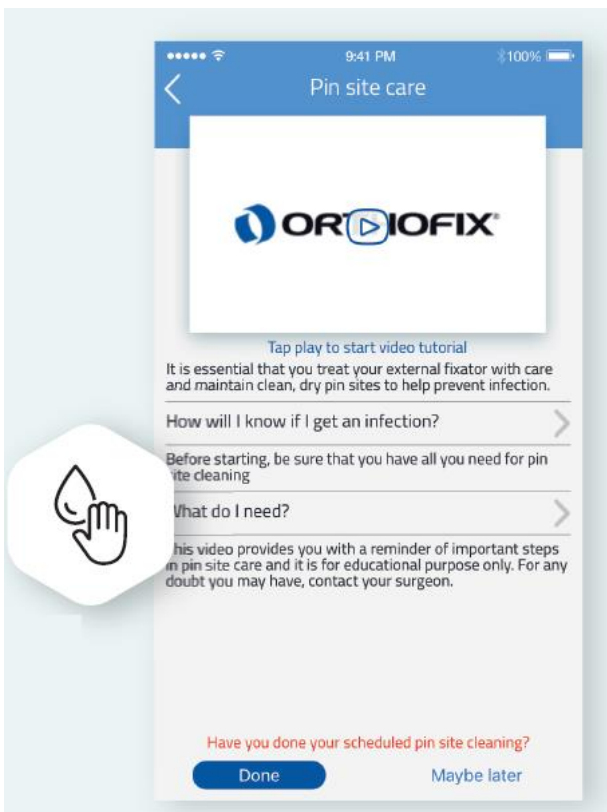 9:41 PM
100%
Pin site care
ORTHOFIX®
Tap play to start video tutorial
It is essential that you treat your external fixator with care
and maintain clean, dry pin sites to help prevent infection.
How will I know if I get an infection?
Before starting, be sure that you have all you need for pin
site cleaning
What do I need?
This video provides you with a reminder of important steps
in pin site care and it is for educational purpose only. For any
doubt you may have, contact your surgeon.
Have you done your scheduled pin site cleaning?
Done
Maybe later